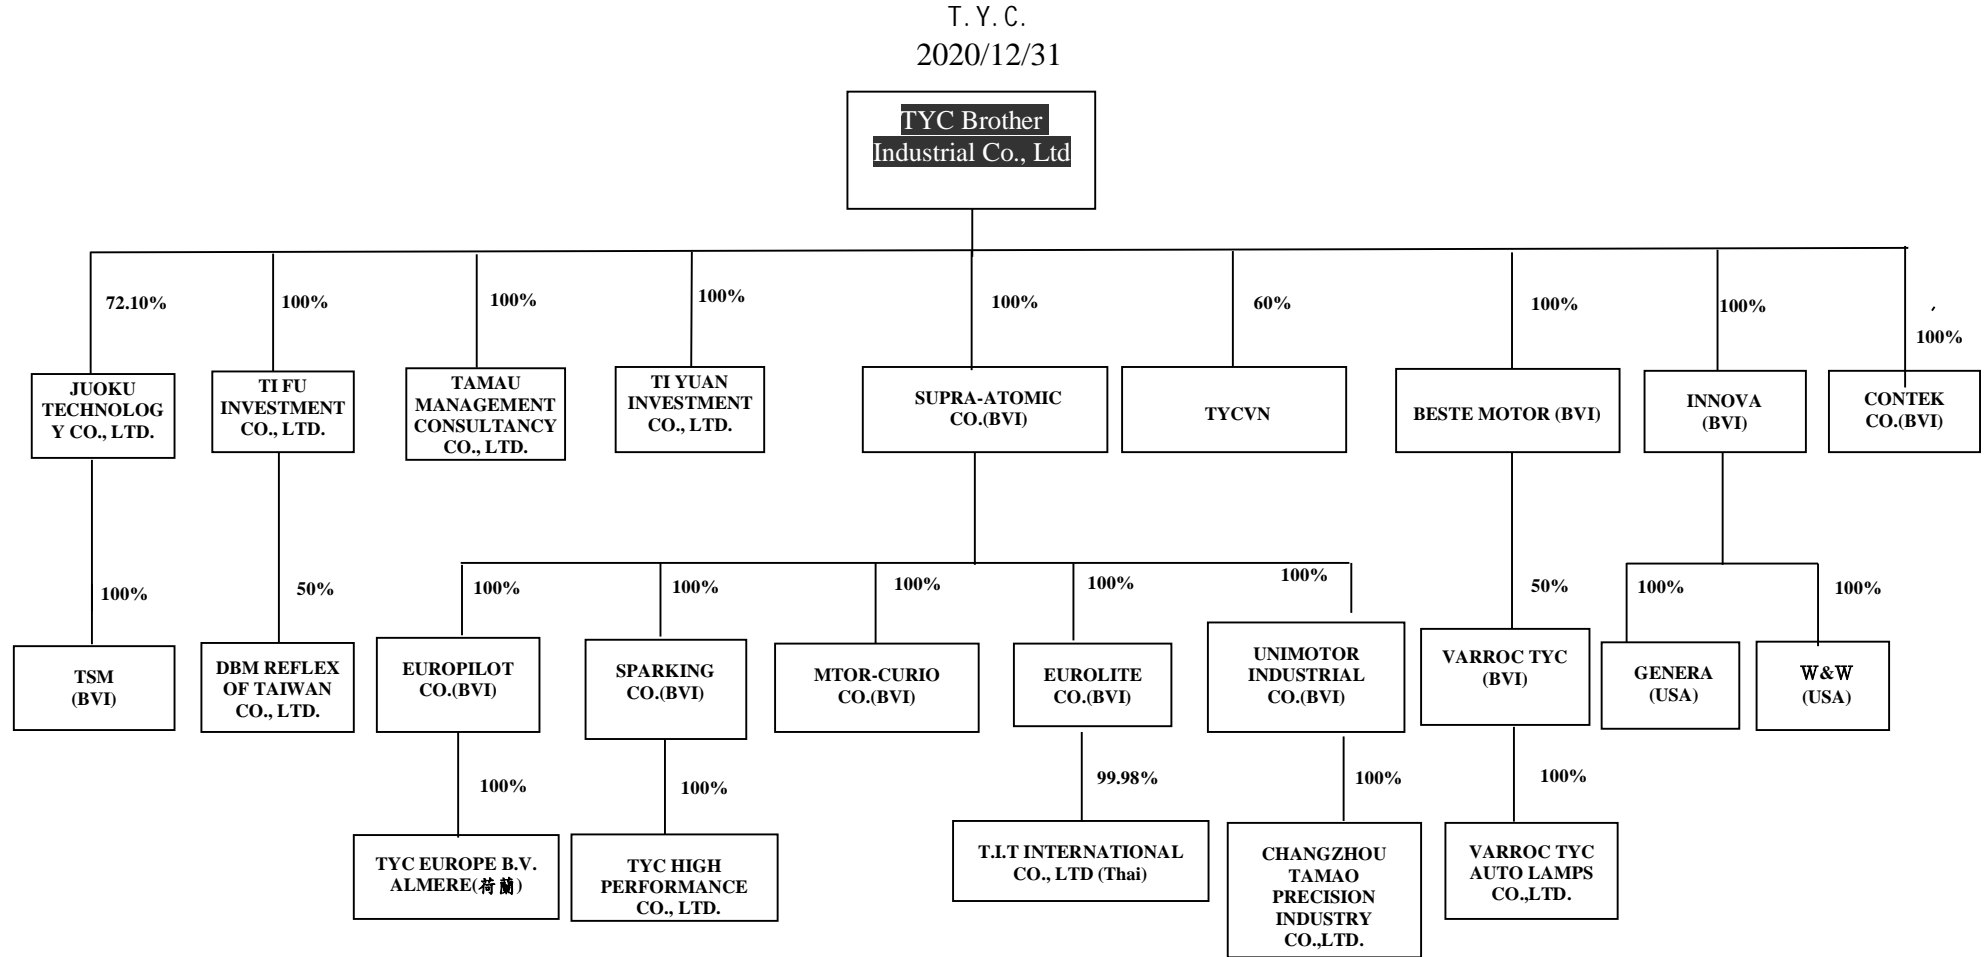 T.Y.C.
2020/12/31
TYC Brother
Industrial Co., Ltd
72.10%
100%
100%
100%
100%
60%
100%
100%
,
100%
JUOKU
TECHNOLOG
Y CO., LTD.
TI FU
INVESTMENT
CO., LTD.
TAMAU
MANAGEMENT
CONSULTANCY
CO., LTD.
TI YUAN
INVESTMENT
CO., LTD.
SUPRA-ATOMIC
CO.(BVI)
TYCVN
BESTE MOTOR (BVI)
INNOVA
(BVI)
CONTEK
CO.(BVI)
100%
50%
100%
100%
100%
100%
100%
50%
100%
100%
TSM
(BVI)
DBM REFLEX
OF TAIWAN
CO., LTD.
EUROPILOT
CO.(BVI)
SPARKING
CO.(BVI)
MTOR-CURIO
CO.(BVI)
EUROLITE
CO.(BVI)
UNIMOTOR
INDUSTRIAL
CO.(BVI)
VARROC TYC
(BVI)
GENERA
(USA)
W&W
(USA)
100%
100%
99.98%
100%
100%
TYC EUROPE B.V.
ALMERE(荷蘭)
TYC HIGH
PERFORMANCE
CO., LTD.
T.I.T INTERNATIONAL
CO., LTD (Thai)
CHANGZHOU
TAMAO
PRECISION
INDUSTRY
CO.,LTD.
VARROC TYC
AUTO LAMPS
CO.,LTD.